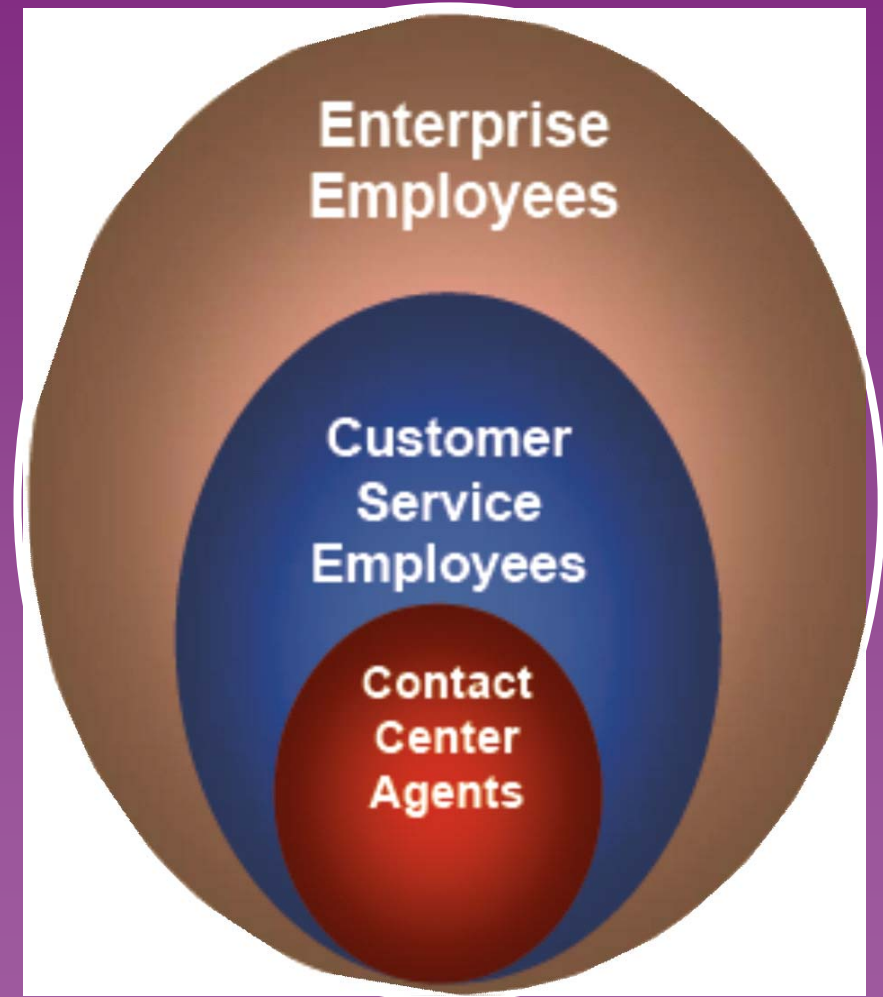 Enterprise
Employees
Customer
Service
Employees
Contact
Center
Agents